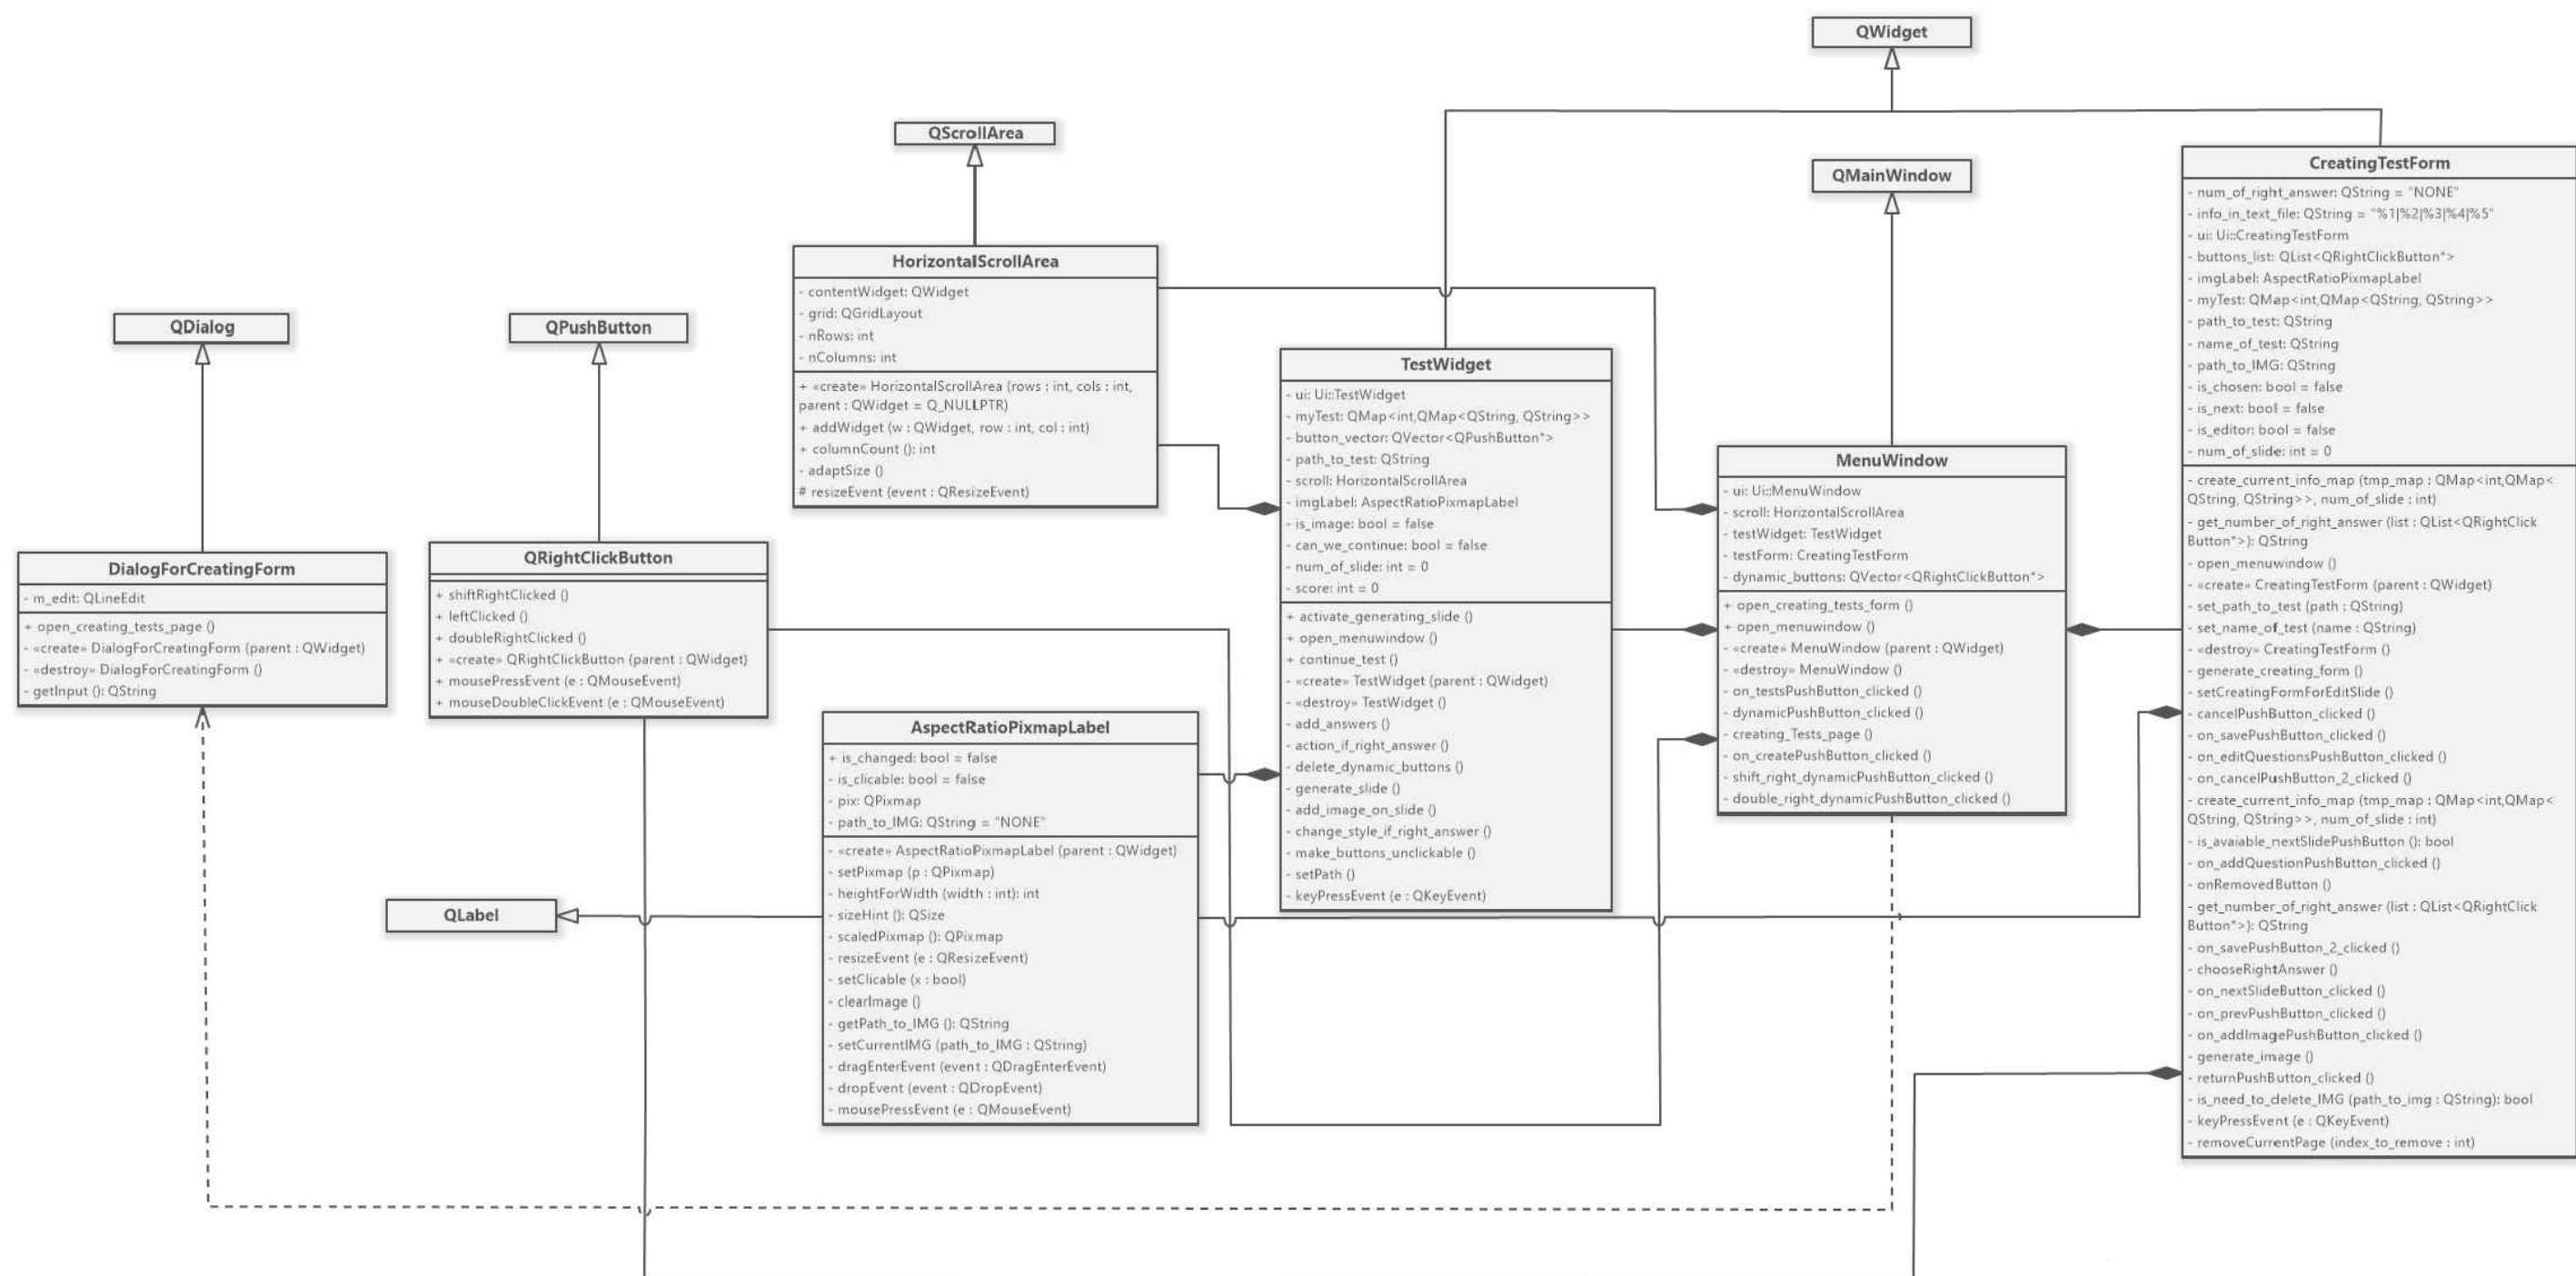 QWidget
QScrollArea
QMainWindow
CreatingTestForm
- num_of_right_answer: QString = "NONE"
- info_in_text_file: QString = "%1|%2|%3|%4|%5"
- ui: Ui::CreatingTestForm
- buttons_list: QList<QRightClickButton*>
- imgLabel: AspectRatioPixmapLabel
- myTest: QMap<int,QMap<QString, QString>>
- path_to_test: QString
- name_of_test: QString
- path_to_IMG: QString
- is_chosen: bool = false
- is_next: bool = false
- is_editor: bool = false
- num_of_slide: int = 0
- create_current_info_map (tmp_map : QMap<int,QMap<
QString, QString>>, num_of_slide : int)
- get_number_of_right_answer (list : QList<QRightClick
Button*>): QString
- open_menuwindow ()
- «create» CreatingTestForm (parent : QWidget)
- set_path_to_test (path : QString)
- set_name_of_test (name : QString)
- «destroy» CreatingTestForm ()
- generate_creating_form ()
- setCreatingFormForEditSlide ()
- cancelPushButton_clicked ()
- on_savePushButton_clicked ()
- on_editQuestionsPushButton_clicked ()
- on_cancelPushButton_2_clicked ()
- create_current_info_map (tmp_map : QMap<int,QMap<
QString, QString>>, num_of_slide : int)
- is_avaiable_nextSlidePushButton (): bool
- on_addQuestionPushButton_clicked ()
- onRemovedButton ()
- get_number_of_right_answer (list : QList<QRightClick
Button*>): QString
- on_savePushButton_2_clicked ()
- chooseRightAnswer ()
- on_nextSlideButton_clicked ()
- on_prevPushButton_clicked ()
- on_addImagePushButton_clicked ()
- generate_image ()
- returnPushButton_clicked ()
- is_need_to_delete_IMG (path_to_img : QString): bool
- keyPressEvent (e : QKeyEvent)
- removeCurrentPage (index_to_remove : int)
HorizontalScrollArea
- contentWidget: QWidget
- grid: QGridLayout
- nRows: int
- nColumns: int
+ «create» HorizontalScrollArea (rows : int, cols : int,
parent : QWidget = Q_NULLPTR)
+ addWidget (w : QWidget, row : int, col : int)
+ columnCount (): int
- adaptSize ()
# resizeEvent (event : QResizeEvent)
QDialog
QPushButton
TestWidget
- ui: Ui::TestWidget
- myTest: QMap<int,QMap<QString, QString>>
- button_vector: QVector<QPushButton*>
- path_to_test: QString
- scroll: HorizontalScrollArea
- imgLabel: AspectRatioPixmapLabel
- is_image: bool = false
- can_we_continue: bool = false
- num_of_slide: int = 0
- score: int = 0
+ activate_generating_slide ()
+ open_menuwindow ()
+ continue_test ()
- «create» TestWidget (parent : QWidget)
- «destroy» TestWidget ()
- add_answers ()
- action_if_right_answer ()
- delete_dynamic_buttons ()
- generate_slide ()
- add_image_on_slide ()
- change_style_if_right_answer ()
- make_buttons_unclickable ()
- setPath ()
- keyPressEvent (e : QKeyEvent)
MenuWindow
- ui: Ui::MenuWindow
- scroll: HorizontalScrollArea
- testWidget: TestWidget
- testForm: CreatingTestForm
- dynamic_buttons: QVector<QRightClickButton*>
+ open_creating_tests_form ()
+ open_menuwindow ()
- «create» MenuWindow (parent : QWidget)
- «destroy» MenuWindow ()
- on_testsPushButton_clicked ()
- dynamicPushButton_clicked ()
- creating_Tests_page ()
- on_createPushButton_clicked ()
- shift_right_dynamicPushButton_clicked ()
- double_right_dynamicPushButton_clicked ()
DialogForCreatingForm
- m_edit: QLineEdit
+ open_creating_tests_page ()
- «create» DialogForCreatingForm (parent : QWidget)
- «destroy» DialogForCreatingForm ()
- getInput (): QString
QRightClickButton
+ shiftRightClicked ()
+ leftClicked ()
+ doubleRightClicked ()
+ «create» QRightClickButton (parent : QWidget)
+ mousePressEvent (e : QMouseEvent)
+ mouseDoubleClickEvent (e : QMouseEvent)
AspectRatioPixmapLabel
+ is_changed: bool = false
- is_clicable: bool = false
- pix: QPixmap
- path_to_IMG: QString = "NONE"
- «create» AspectRatioPixmapLabel (parent : QWidget)
- setPixmap (p : QPixmap)
- heightForWidth (width : int): int
- sizeHint (): QSize
- scaledPixmap (): QPixmap
- resizeEvent (e : QResizeEvent)
- setClicable (x : bool)
- clearImage ()
- getPath_to_IMG (): QString
- setCurrentIMG (path_to_IMG : QString)
- dragEnterEvent (event : QDragEnterEvent)
- dropEvent (event : QDropEvent)
- mousePressEvent (e : QMouseEvent)
QLabel